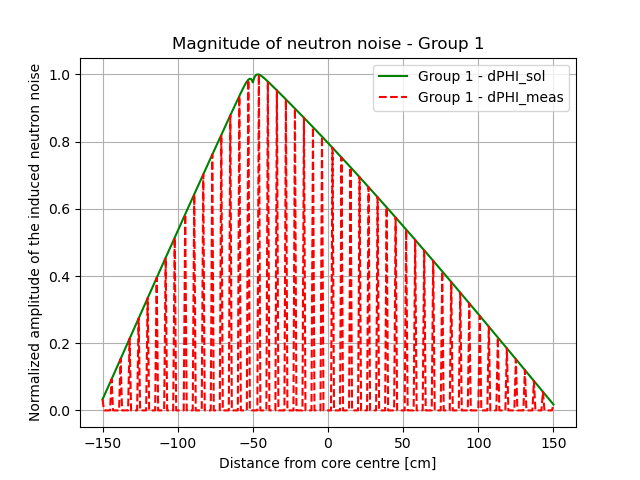 Magnitude of neutron noise - Group 1
Normalized amplitude of the induced neutron noise
1.0
0.8
0.6
0.4
0.2
0.0
Group 1 - dPHI_sol
Group 1 - dPHI_meas
−150
−100
−50
0
50
100
150
Distance from core centre [cm]